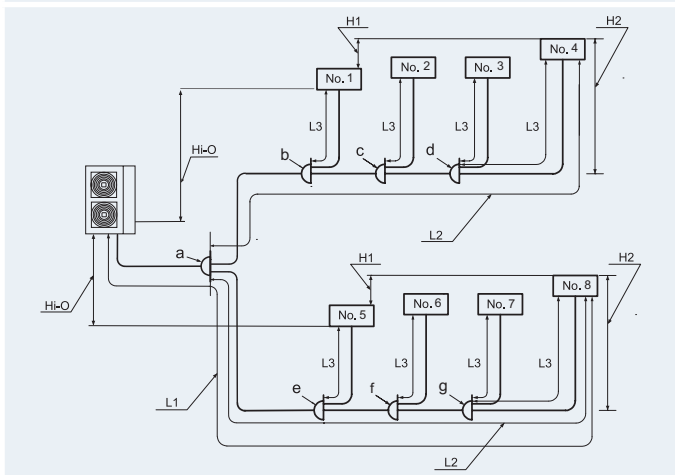 H1
H2
No. 4
No. 1
No. 2
No. 3
L3
L3
L3
L3
Hi-O
b
c
d
a
L2
H1
H2
No. 8
Hi-O
No. 5
No. 6
No. 7
L3
L3
L3
L3
e
f
g
L1
L2